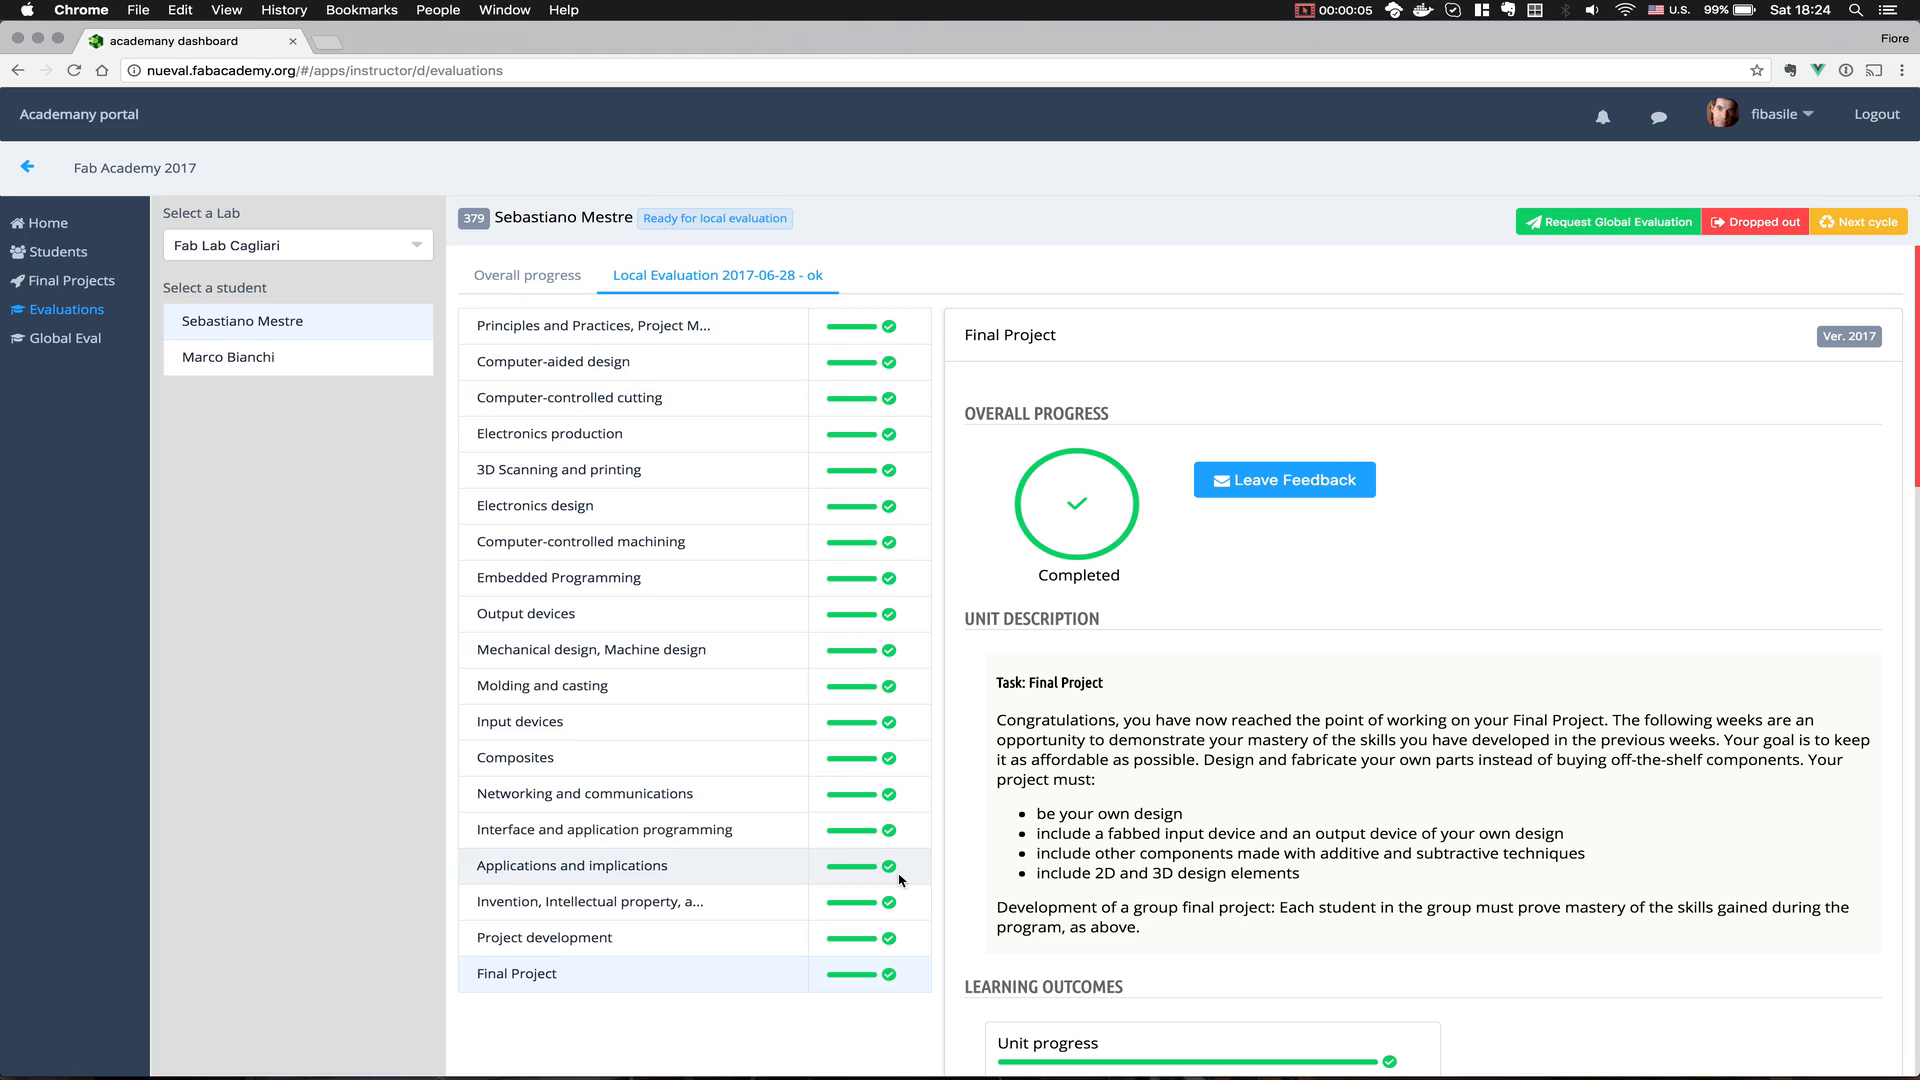 Chrome File Edit View History Bookmarks People Window Help 00:00:05 U.S. 99% Sat 18:24
academany dashboard
Fiore
nueval.fabacademy.org/#/apps/instructor/d/evaluations
Academany portal
fibasile
Logout
Fab Academy 2017
Home
Students
Final Projects
Evaluations
Global Eval
Select a Lab
Fab Lab Cagliari
Select a student
Sebastiano Mestre
Marco Bianchi
379 Sebastiano Mestre Ready for local evaluation
Request Global Evaluation Dropped out Next cycle
Overall progress Local Evaluation 2017-06-28 - ok
Principles and Practices, Project M...
Computer-aided design
Computer-controlled cutting
Electronics production
3D Scanning and printing
Electronics design
Computer-controlled machining
Embedded Programming
Output devices
Mechanical design, Machine design
Molding and casting
Input devices
Composites
Networking and communications
Interface and application programming
Applications and implications
Invention, Intellectual property, a...
Project development
Final Project
Final Project
Ver. 2017
OVERALL PROGRESS
Leave Feedback
Completed
UNIT DESCRIPTION
Task: Final Project
Congratulations, you have now reached the point of working on your Final Project. The following weeks are an
opportunity to demonstrate your mastery of the skills you have developed in the previous weeks. Your goal is to keep
it as affordable as possible. Design and fabricate your own parts instead of buying off-the-shelf components. Your
project must:
• be your own design
• include a fabbed input device and an output device of your own design
• include other components made with additive and subtractive techniques
• include 2D and 3D design elements
Development of a group final project: Each student in the group must prove mastery of the skills gained during the
program, as above.
LEARNING OUTCOMES
Unit progress